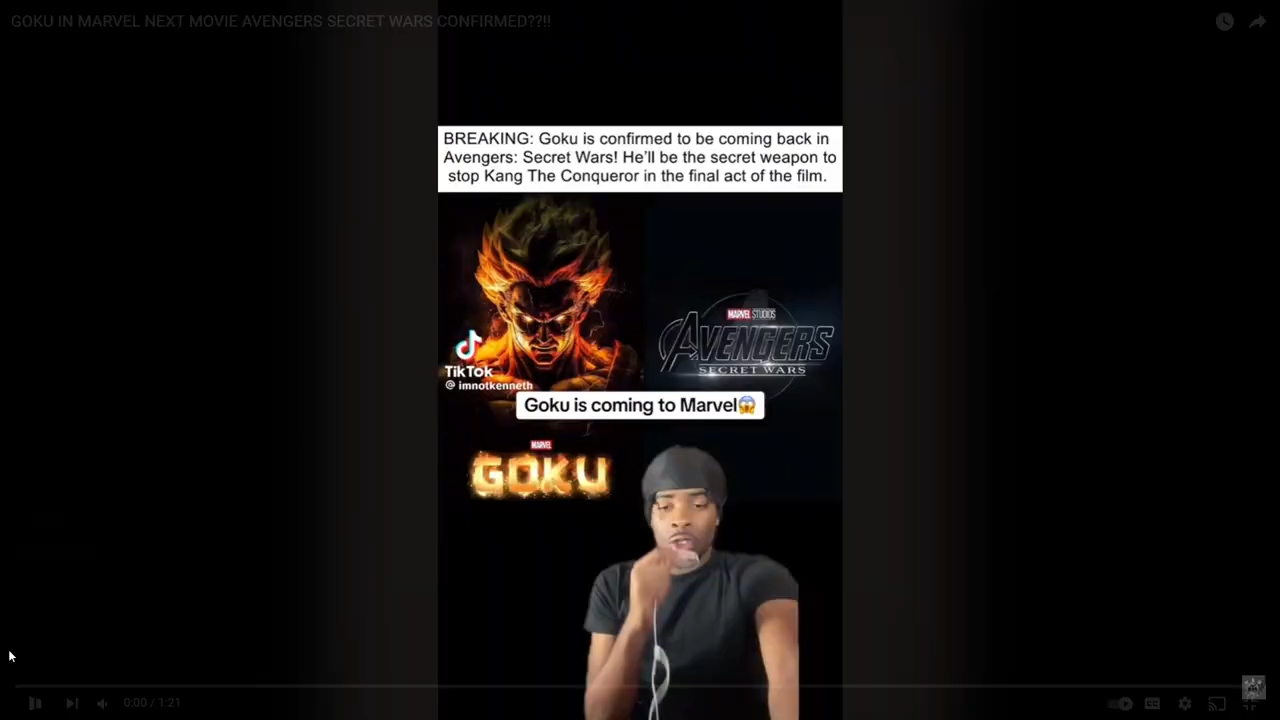 GOKU IN MARVEL NEXT MOVIE AVENGERS SECRET WARS CONFIRMED??!!
BREAKING: Goku is confirmed to be coming back in
Avengers: Secret Wars! He'll be the secret weapon to
stop Kang The Conqueror in the final act of the film.
MARVEL STUDIOS
AVENGERS
SECRET WARS
TikTok
@ imnotkenneth
Goku is coming to Marvel😱
MARVEL
GOKU
0:00 / 1:21
CC